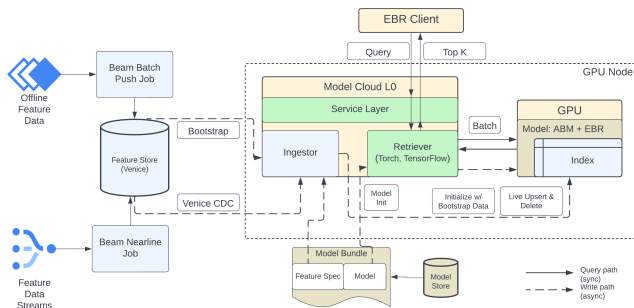 EBR Client
Query
Top K
GPU Node
Beam Batch
Push Job
Offline
Feature
Data
Model Cloud L0
Service Layer
GPU
Bootstrap
Batch
Model: ABM + EBR
Feature Store
(Venice)
Ingestor
Retriever
(Torch, TensorFlow)
Index
Venice CDC
Model
Init
Initialize w/
Bootstrap Data
Live Upsert &
Delete
Beam Nearline
Job
Feature
Data
Streams
Model Bundle
Feature Spec
Model
Model
Store
Query path
(sync)
Write path
(async)